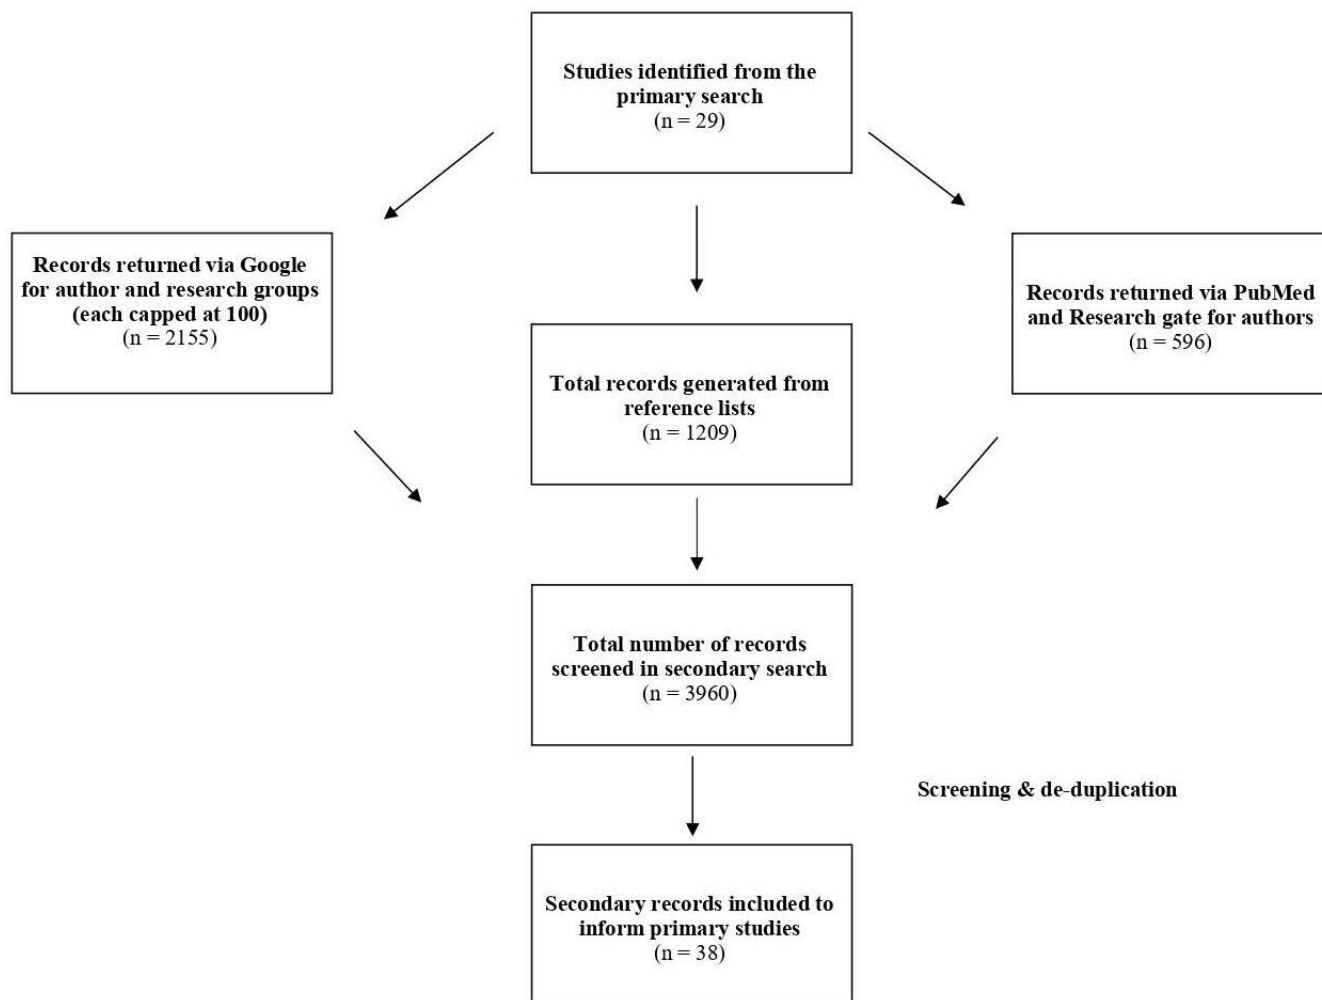 Studies identified from the
primary search
(n = 29)
Records returned via Google
for author and research groups
(each capped at 100)
(n = 2155)
Records returned via PubMed
and Research gate for authors
(n = 596)
Total records generated from
reference lists
(n = 1209)
Total number of records
screened in secondary search
(n = 3960)
Screening & de-duplication
Secondary records included to
inform primary studies
(n = 38)